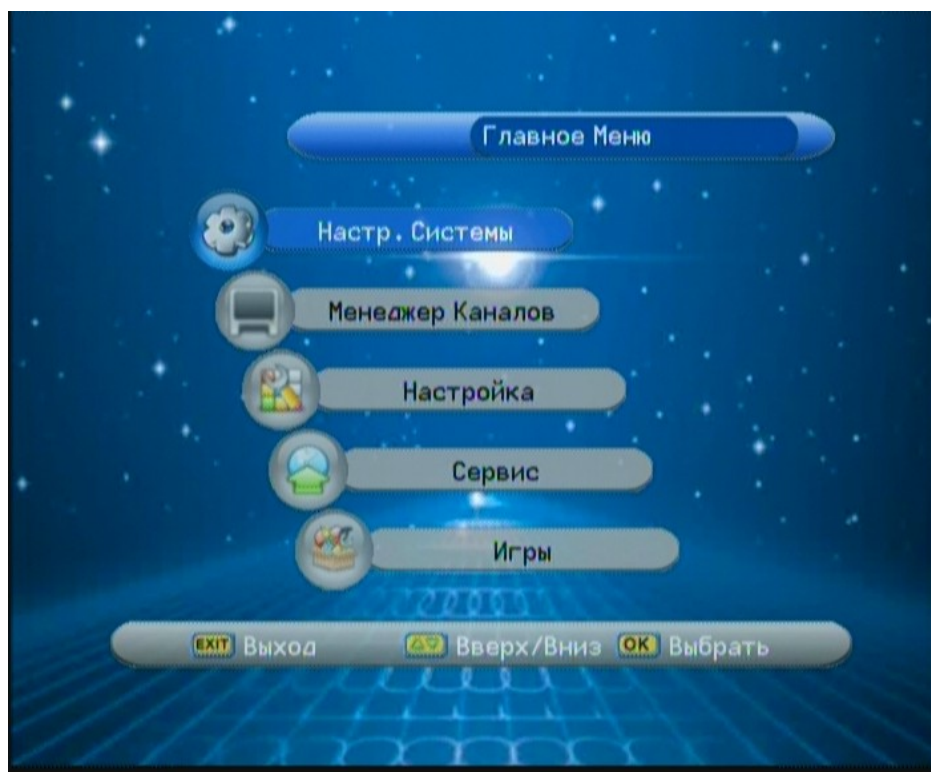 Главное Меню
Настр.Системы
Менеджер Каналов
Настройка
Сервис
Игры
EXIT Выход Вверх/Вниз OK Выбрать